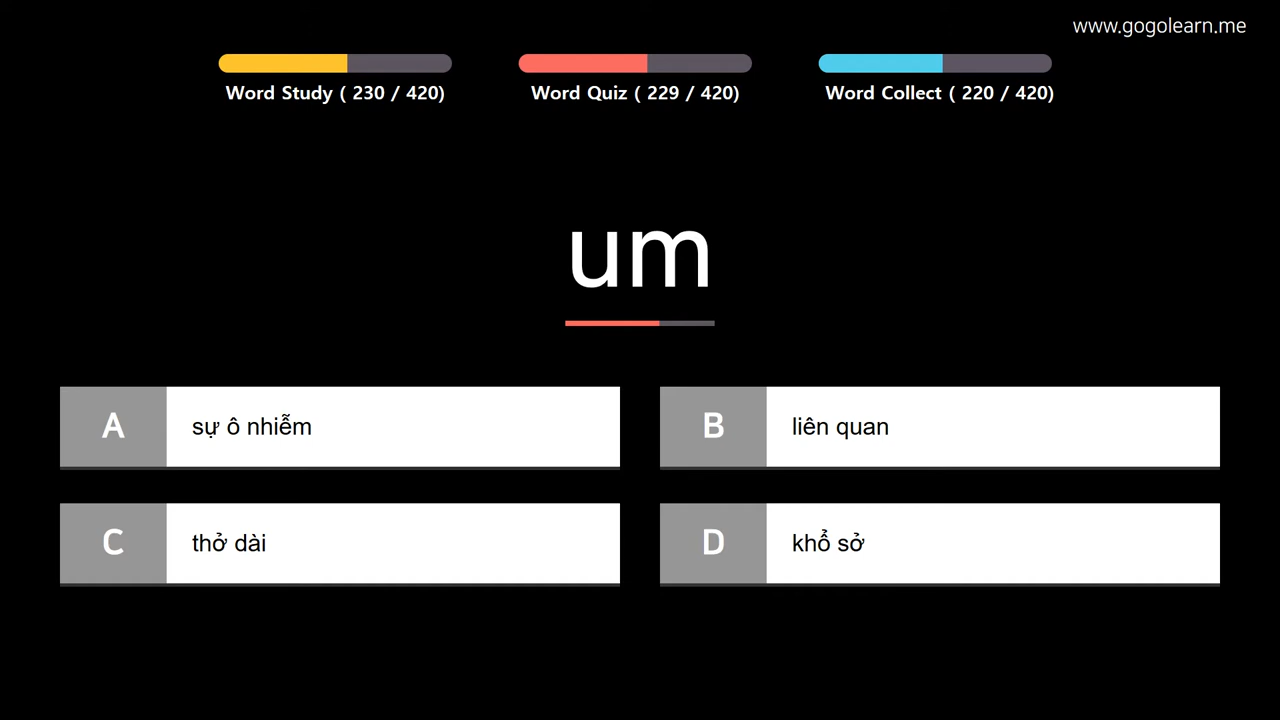 www.gogolearn.me
Word Study ( 230 / 420)
Word Quiz ( 229 / 420)
Word Collect ( 220 / 420)
um
A sự ô nhiễm
B liên quan
C thở dài
D khổ sở